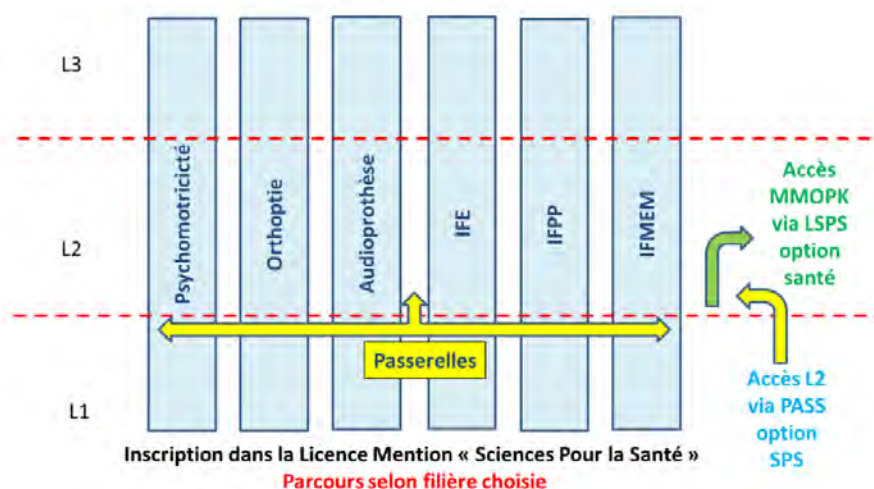 L3
L2
L1
Psychomotricicté
Orthoptie
Audioprothèse
IFE
IFPP
IFMEM
Passerelles
Accès
MMOPK
via LSPS
option
santé
Accès L2
via PASS
option
SPS
Inscription dans la Licence Mention « Sciences Pour la Santé »
Parcours selon filière choisie